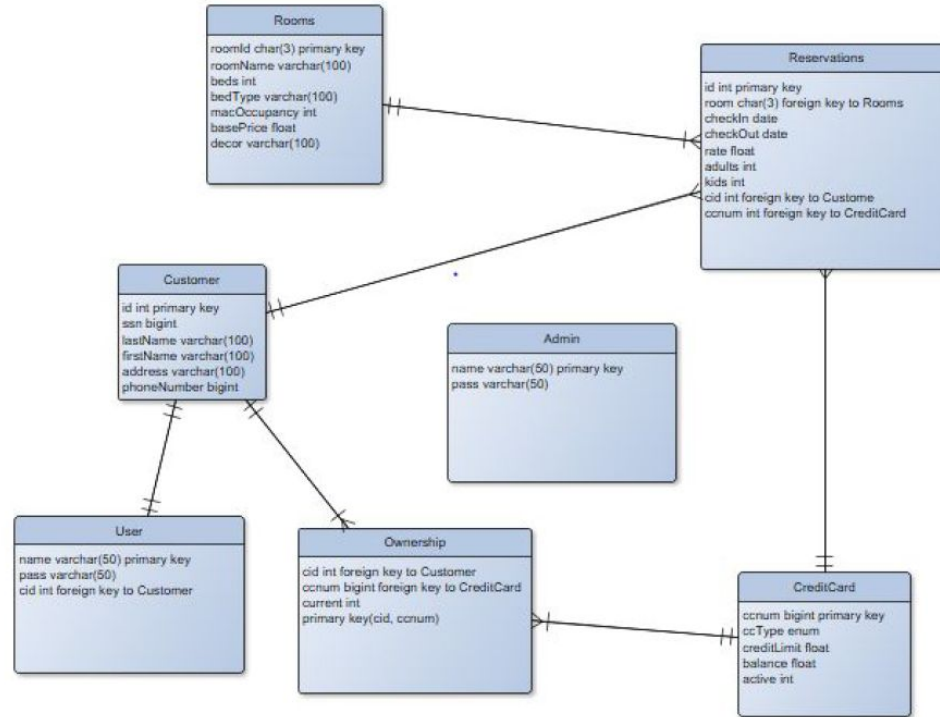 Rooms
roomId char(3) primary key
roomName varchar(100)
beds int
bedType varchar(100)
macOccupancy int
basePrice float
decor varchar(100)
Reservations
id int primary key
room char(3) foreign key to Rooms
checkIn date
checkOut date
rate float
adults int
kids int
cid int foreign key to Custome
ccnum int foreign key to CreditCard
Customer
id int primary key
ssn bigint
lastName varchar(100)
firstName varchar(100)
address varchar(100)
phoneNumber bigint
Admin
name varchar(50) primary key
pass varchar(50)
User
name varchar(50) primary key
pass varchar(50)
cid int foreign key to Customer
Ownership
cid int foreign key to Customer
ccnum bigint foreign key to CreditCard
current int
primary key(cid, ccnum)
CreditCard
ccnum bigint primary key
ccType enum
creditLimit float
balance float
active int